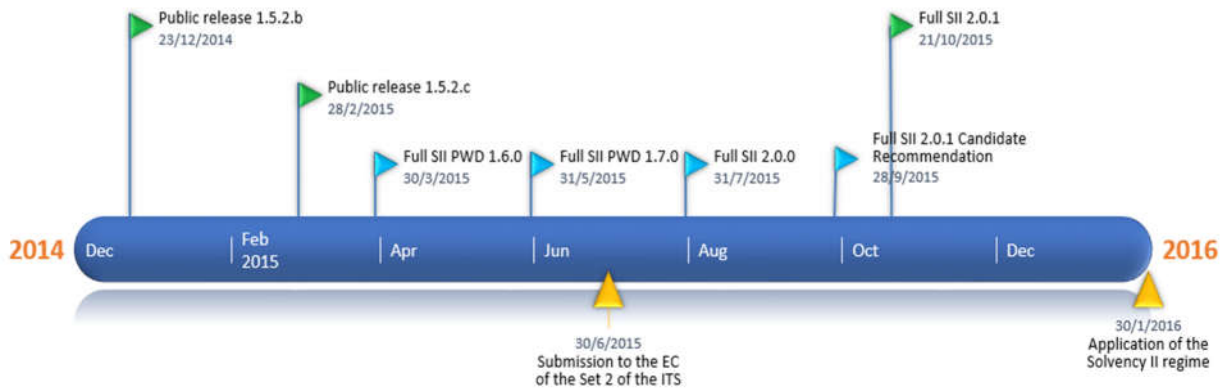 Public release 1.5.2.b
23/12/2014
Full SII 2.0.1
21/10/2015
Public release 1.5.2.c
28/2/2015
Full SII PWD 1.6.0
30/3/2015
Full SII PWD 1.7.0
31/5/2015
Full SII 2.0.0
31/7/2015
Full SII 2.0.1 Candidate
Recommendation
28/9/2015
2014
Dec
Feb
2015
Apr
Jun
Aug
Oct
Dec
2016
30/6/2015
Submission to the EC
of the Set 2 of the ITS
30/1/2016
Application of the
Solvency II regime